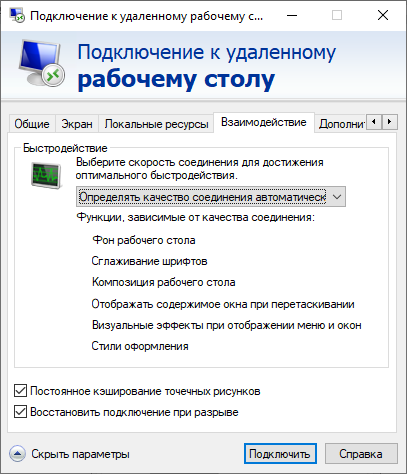 Подключение к удаленному рабочему с...
Подключение к удаленному
рабочему столу
Общие Экран Локальные ресурсы Взаимодействие Дополнит
Быстродействие
Выберите скорость соединения для достижения
оптимального быстродействия.
Определять качество соединения автоматическ
Функции, зависимые от качества соединения:
Фон рабочего стола
Сглаживание шрифтов
Композиция рабочего стола
Отображать содержимое окна при перетаскивании
Визуальные эффекты при отображении меню и окон
Стили оформления
Постоянное кэширование точечных рисунков
Восстановить подключение при разрыве
Скрыть параметры Подключить Справка